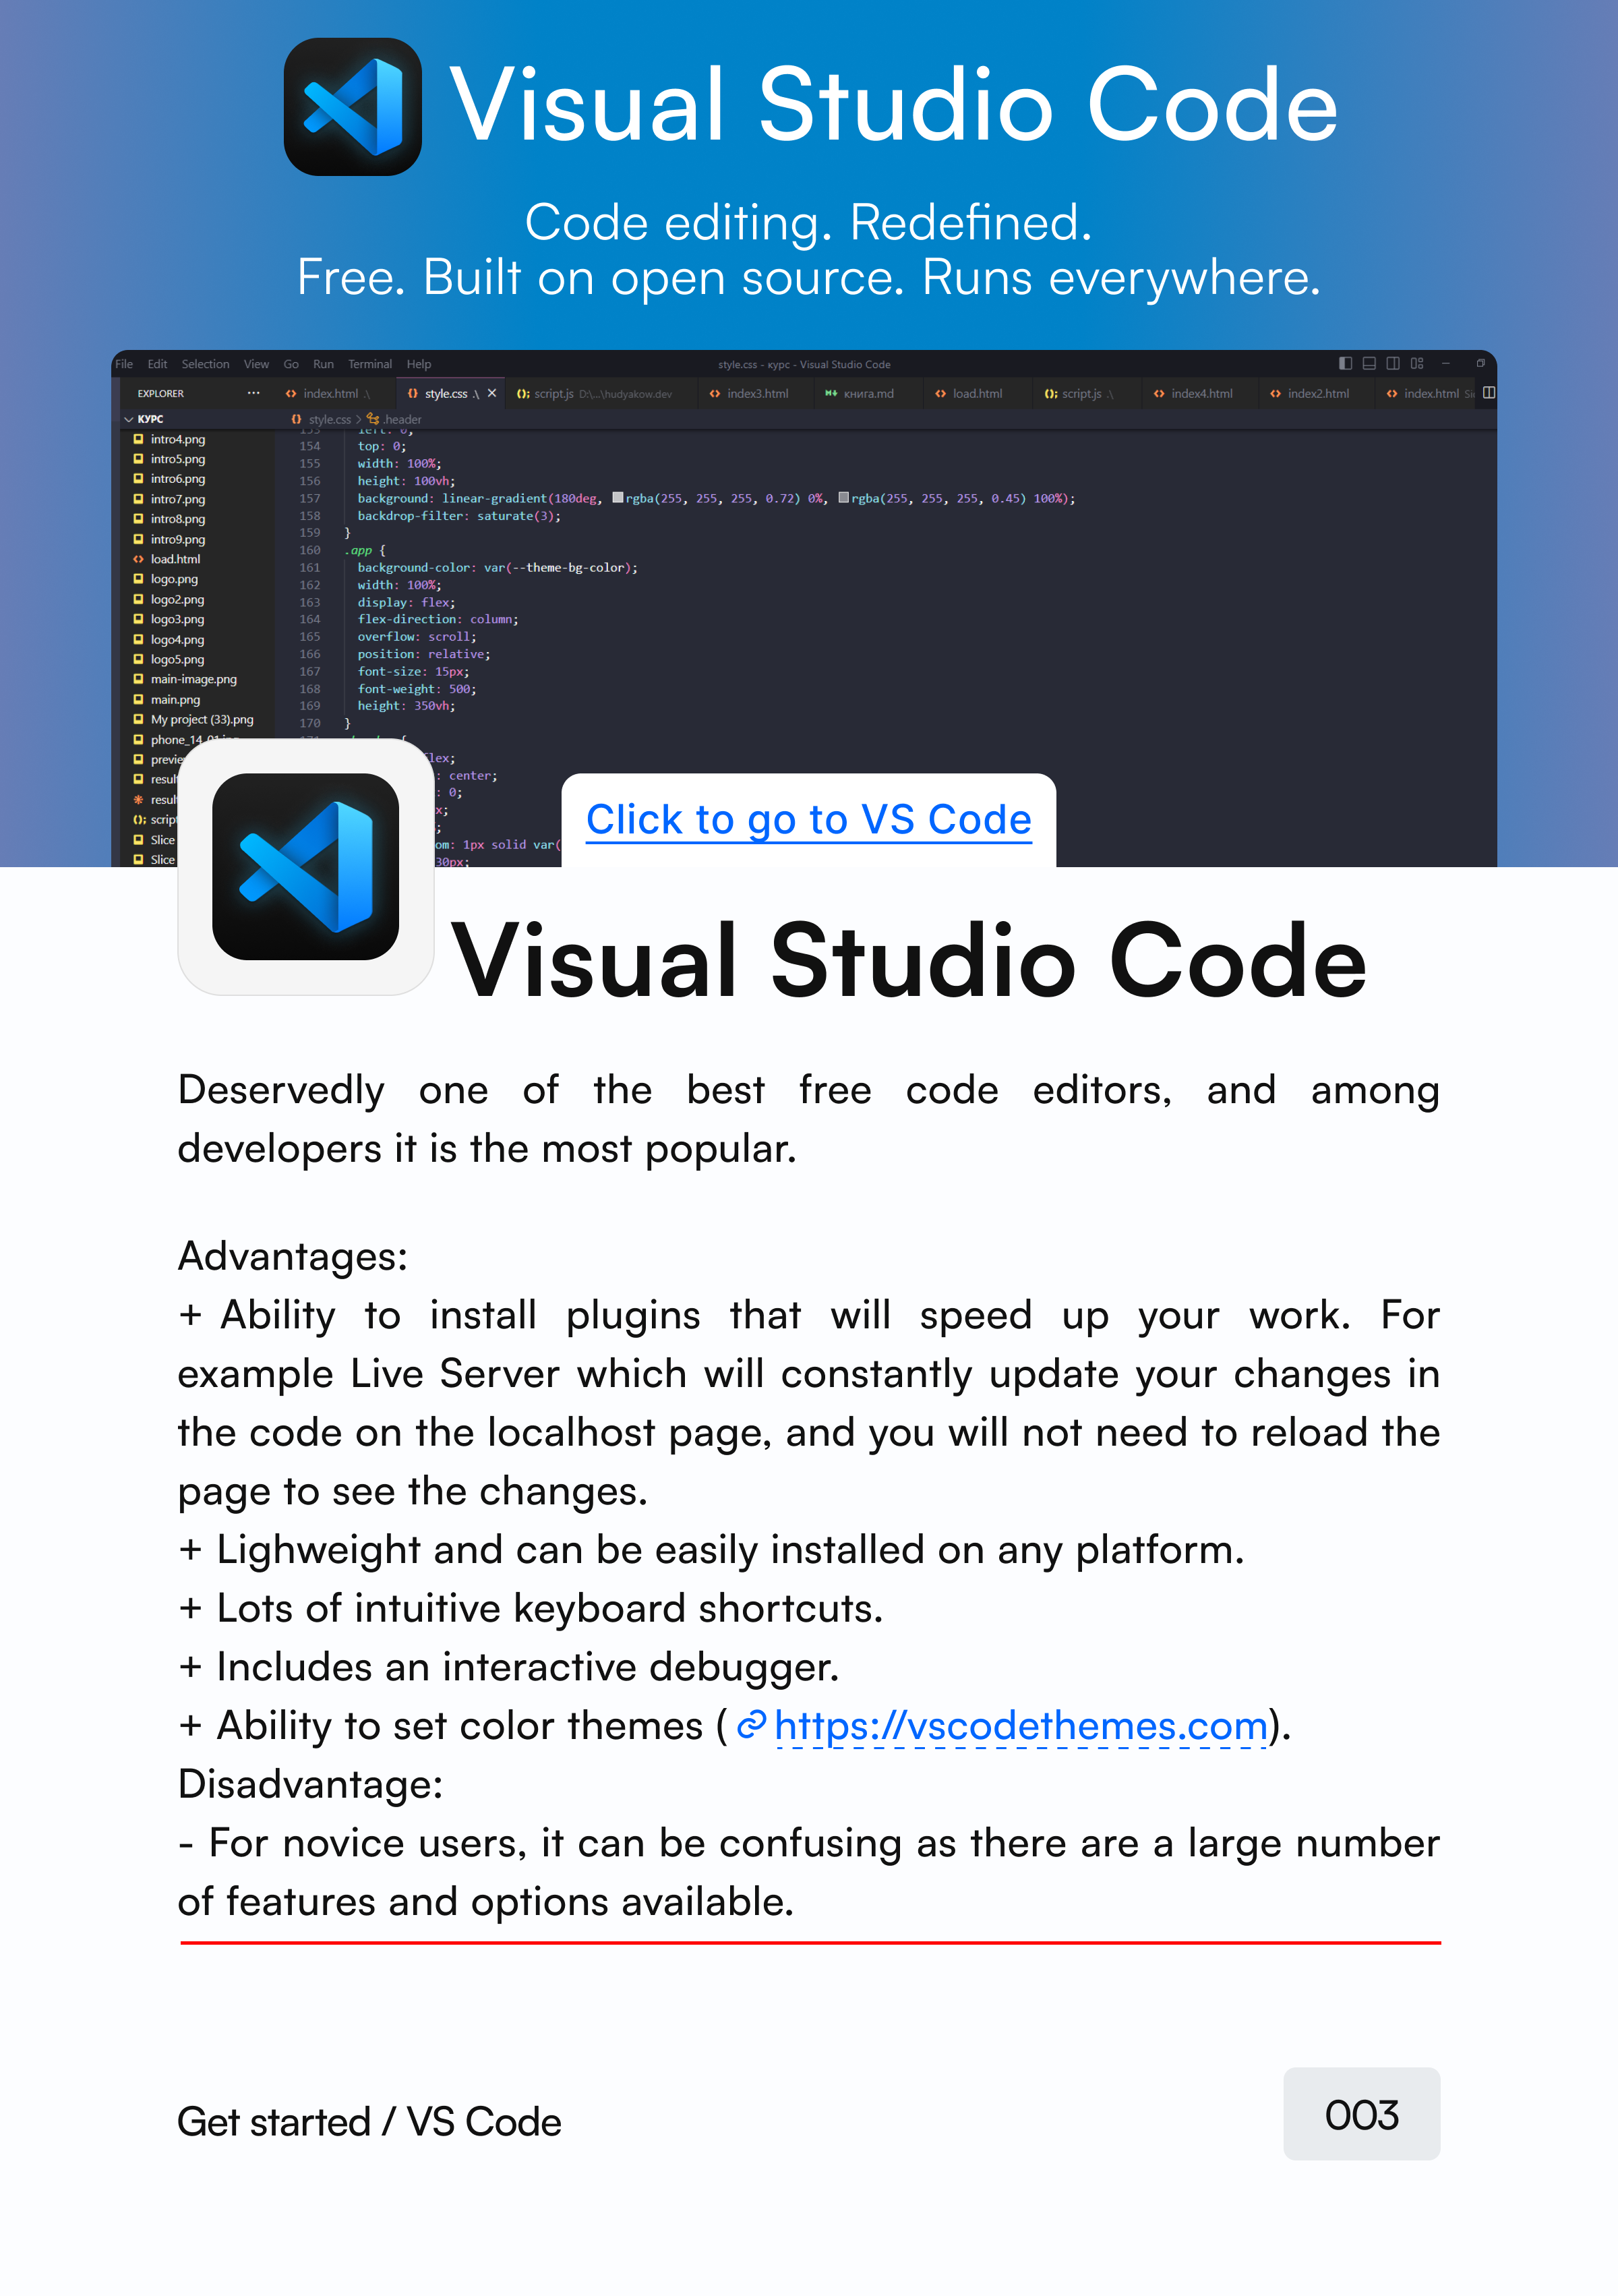 Visual Studio Code
Code editing. Redefined.
Free. Built on open source. Runs everywhere.
File Edit Selection View Go Run Terminal Help
style.css - курс - Visual Studio Code
EXPLORER ···
index.html .\
style.css .\
script.js D:\...\hudyakow.dev
index3.html
книга.md
load.html
script.js .\
index4.html
index2.html
index.html
КУРС
style.css > .header
intro4.png
intro5.png
intro6.png
intro7.png
intro8.png
intro9.png
load.html
logo.png
logo2.png
logo3.png
logo4.png
logo5.png
main-image.png
main.png
My project (33).png
Slice
Slice
153 left: 0;
154 top: 0;
155 width: 100%;
156 height: 100vh;
157 background: linear-gradient(180deg, rgba(255, 255, 255, 0.72) 0%, rgba(255, 255, 255, 0.45) 100%);
158 backdrop-filter: saturate(3);
159 }
160 .app {
161 background-color: var(--theme-bg-color);
162 width: 100%;
163 display: flex;
164 flex-direction: column;
165 overflow: scroll;
166 position: relative;
167 font-size: 15px;
168 font-weight: 500;
169 height: 350vh;
170 }
: center;
: 0;
1px solid var(
30px;
Click to go to VS Code
Visual Studio Code
Deservedly one of the best free code editors, and among
developers it is the most popular.
Advantages:
+ Ability to install plugins that will speed up your work. For
example Live Server which will constantly update your changes in
the code on the localhost page, and you will not need to reload the
page to see the changes.
+ Lighweight and can be easily installed on any platform.
+ Lots of intuitive keyboard shortcuts.
+ Includes an interactive debugger.
+ Ability to set color themes ( https://vscodethemes.com).
Disadvantage:
- For novice users, it can be confusing as there are a large number
of features and options available.
Get started / VS Code
003